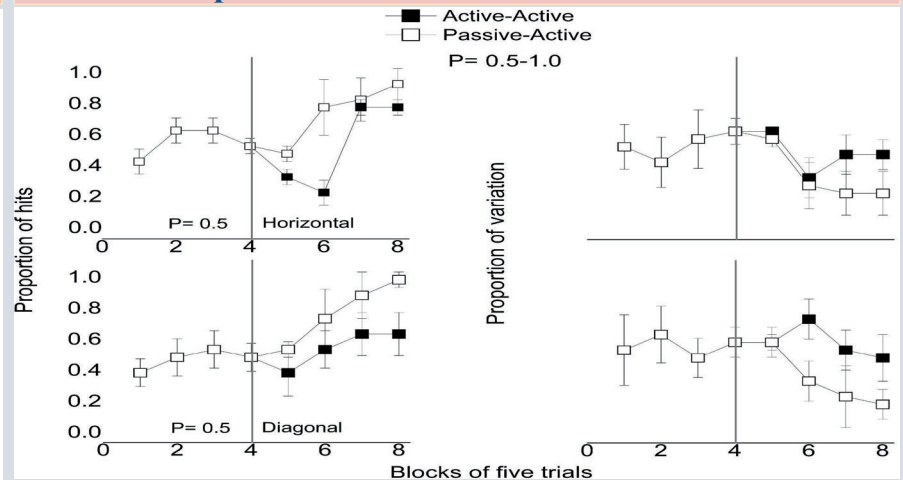 Active-Active
Passive-Active
P= 0.5-1.0
Proportion of hits
1.0
0.8
0.6
0.4
0.2
0.0
P= 0.5 Horizontal
0 2 4 6 8
1.0
0.8
0.6
0.4
0.2
0.0
P= 0.5 Diagonal
0 2 4 6 8
Proportion of variation
0 2 4 6 8
Blocks of five trials